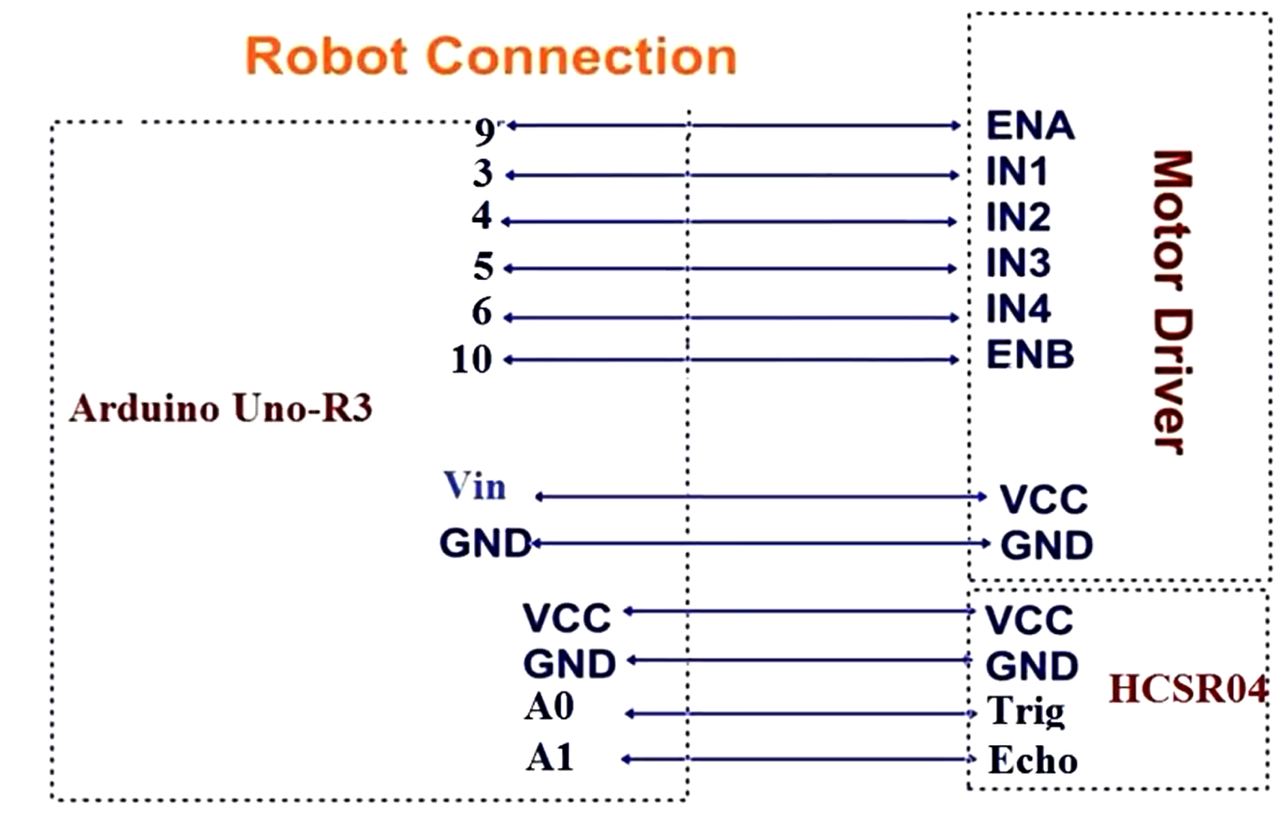 Robot Connection
9 ENA
3 IN1
4 IN2
5 IN3
6 IN4
10 ENB
Motor Driver
Arduino Uno-R3
Vin VCC
GND GND
VCC VCC
GND GND
HCSR04
A0 Trig
A1 Echo